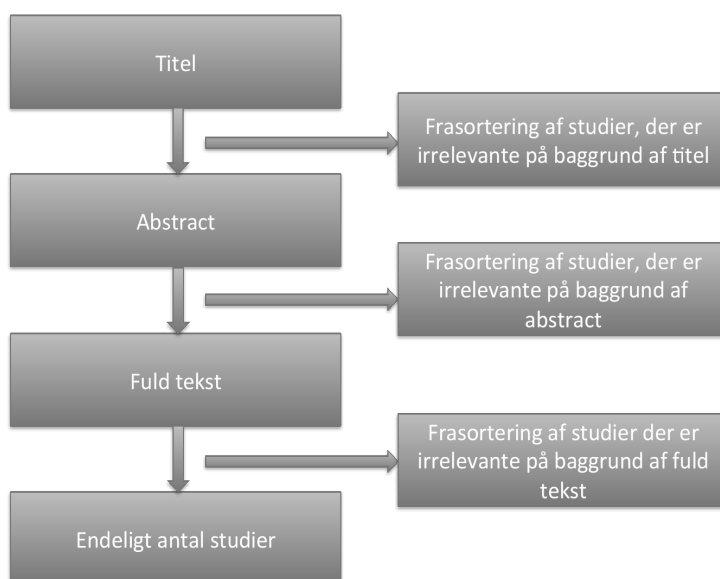 Titel
Frasortering af studier, der er
irrelevante på baggrund af titel
Abstract
Frasortering af studier, der er
irrelevante på baggrund af
abstract
Fuld tekst
Frasortering af studier der er
irrelevante på baggrund af fuld
tekst
Endeligt antal studier